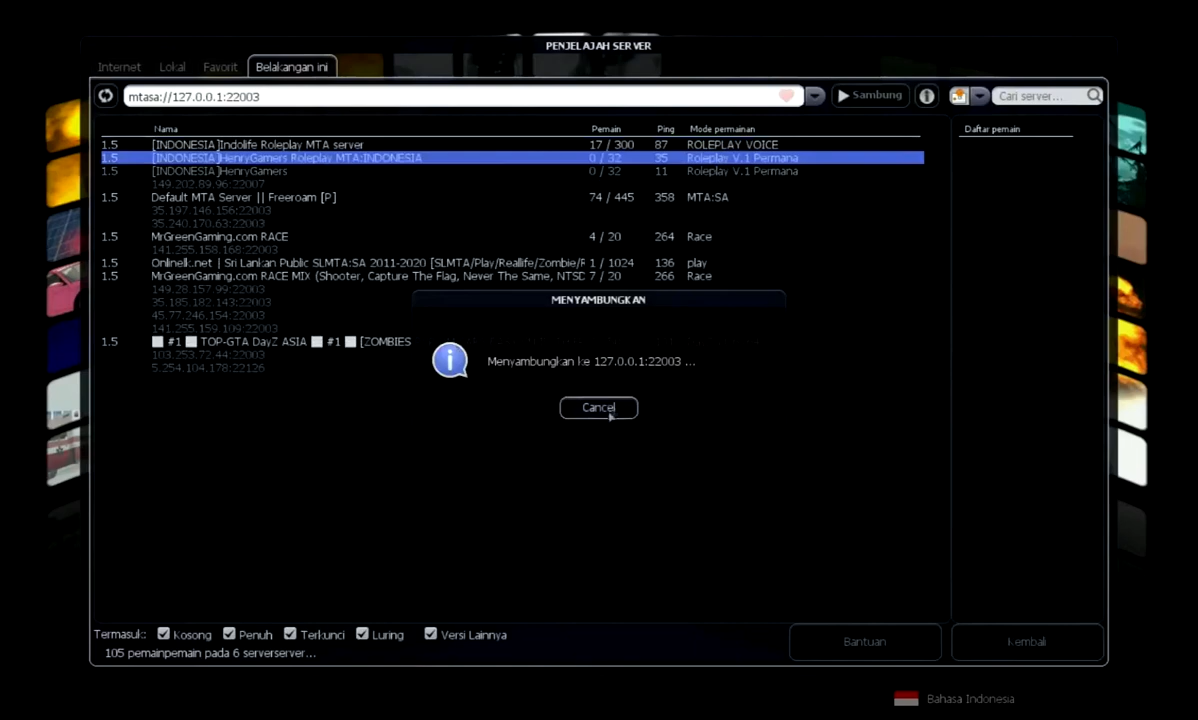 PENJELAJAH SERVER
Internet Lokal Favorit Belakangan ini
mtasa://127.0.0.1:22003 Sambung Cari server...
Nama Pemain Ping Mode permainan Daftar pemain
1.5 [INDONESIA]Indolife Roleplay MTA server 17 / 300 87 ROLEPLAY VOICE
1.5 [INDONESIA]HenryGamers Roleplay MTA:INDONESIA 0 / 32 35 Roleplay V.1 Permana
1.5 [INDONESIA]HenryGamers 0 / 32 11 Roleplay V.1 Permana
149.202.89.96:22007
1.5 Default MTA Server || Freeroam [P] 74 / 445 358 MTA:SA
35.197.146.156:22003
35.240.170.63:22003
1.5 MrGreenGaming.com RACE 4 / 20 264 Race
141.255.158.168:22003
1.5 Onlinelk.net | Sri Lankan Public SLMTA:SA 2011-2020 [SLMTA/Play/Reallife/Zombie/F 1 / 1024 136 play
1.5 MrGreenGaming.com RACE MIX (Shooter, Capture The Flag, Never The Same, NTSD 7 / 20 266 Race
149.28.157.99:22003
35.185.182.143:22003
45.77.246.154:22003
141.255.159.109:22003
1.5 #1 TOP-GTA DayZ ASIA #1 [ZOMBIES
103.253.72.44:22003
5.254.104.178:22126
MENYAMBUNGKAN
Menyambungkan ke 127.0.0.1:22003 ...
Cancel
Termasuk: Kosong Penuh Terkunci Luring Versi Lainnya
105 pemainpemain pada 6 serverserver...
Bantuan Kembali
Bahasa Indonesia